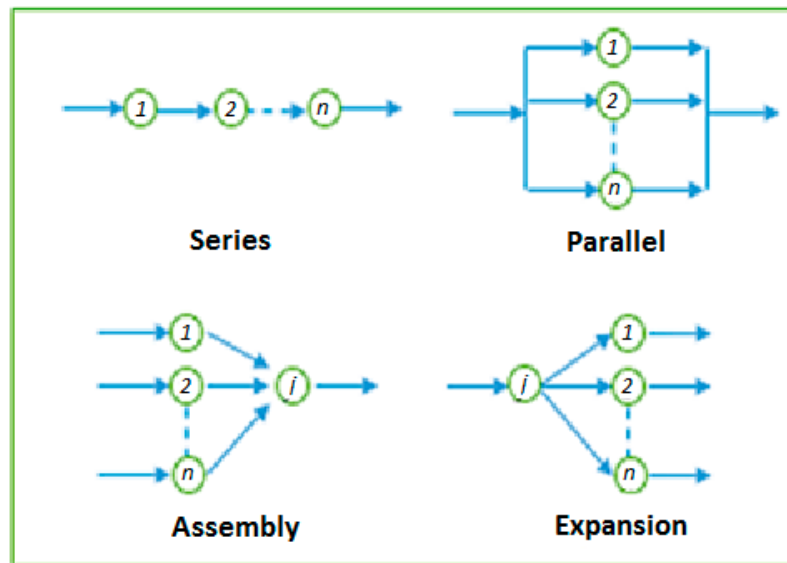 1 2 n
Series
1
2
n
Parallel
1
2 j
n
Assembly
1
j 2
n
Expansion